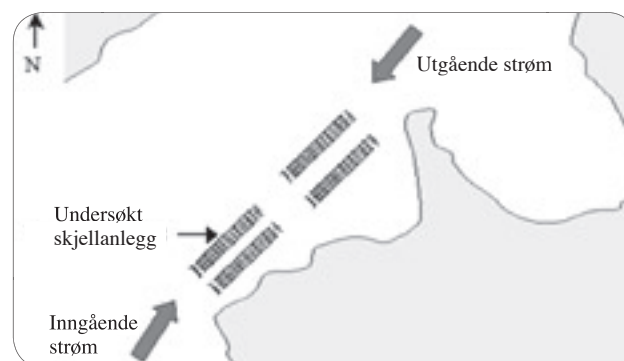 N
Utgående strøm
Undersøkt
skjellanlegg
Inngående
strøm